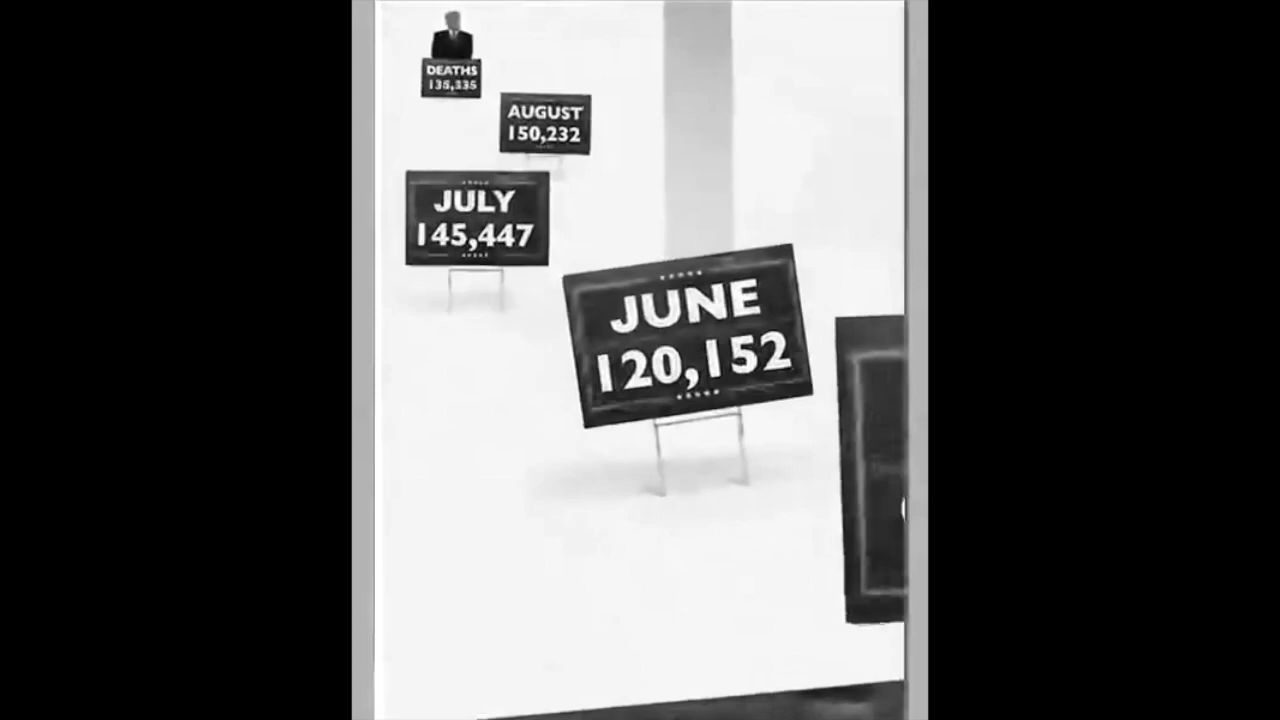 DEATHS
135,335
AUGUST
150,232
JULY
145,447
JUNE
120,152